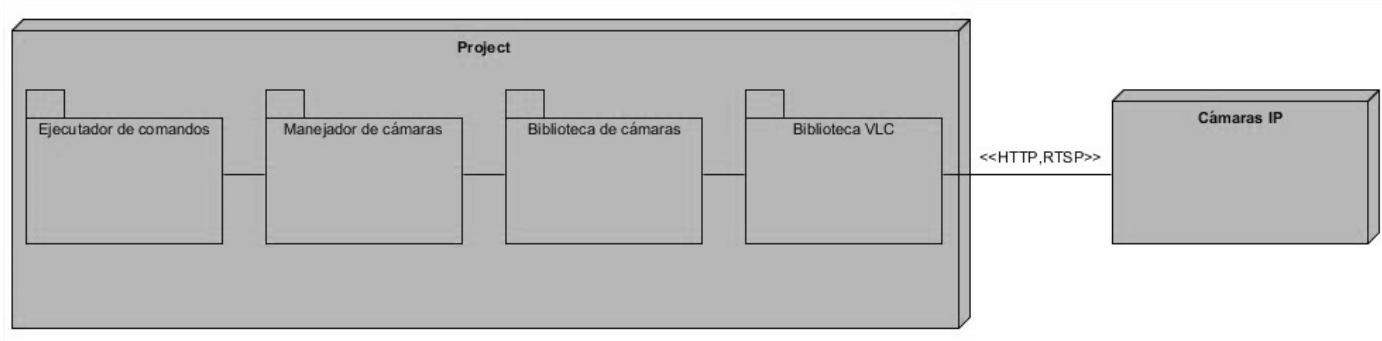 Project
Ejecutador de comandos
Manejador de cámaras
Biblioteca de cámaras
Biblioteca VLC
<<HTTP,RTSP>>
Cámaras IP